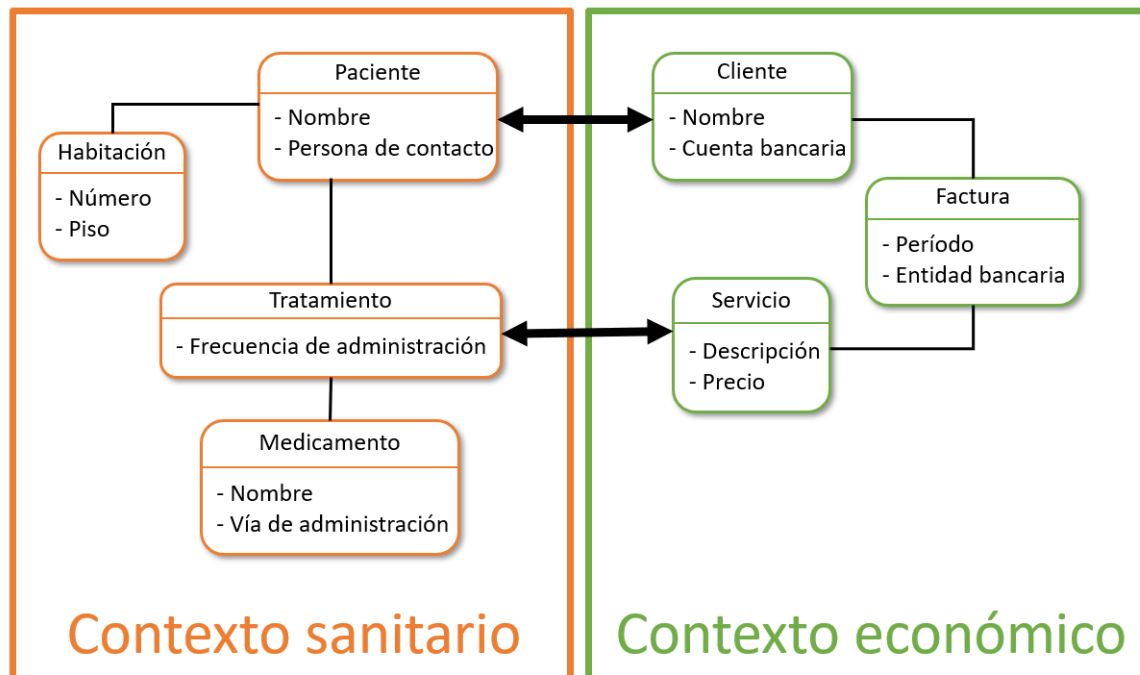 Paciente
- Nombre
- Persona de contacto
Habitación
- Número
- Piso
Tratamiento
- Frecuencia de administración
Medicamento
- Nombre
- Vía de administración
Contexto sanitario
Cliente
- Nombre
- Cuenta bancaria
Factura
- Período
- Entidad bancaria
Servicio
- Descripción
- Precio
Contexto económico